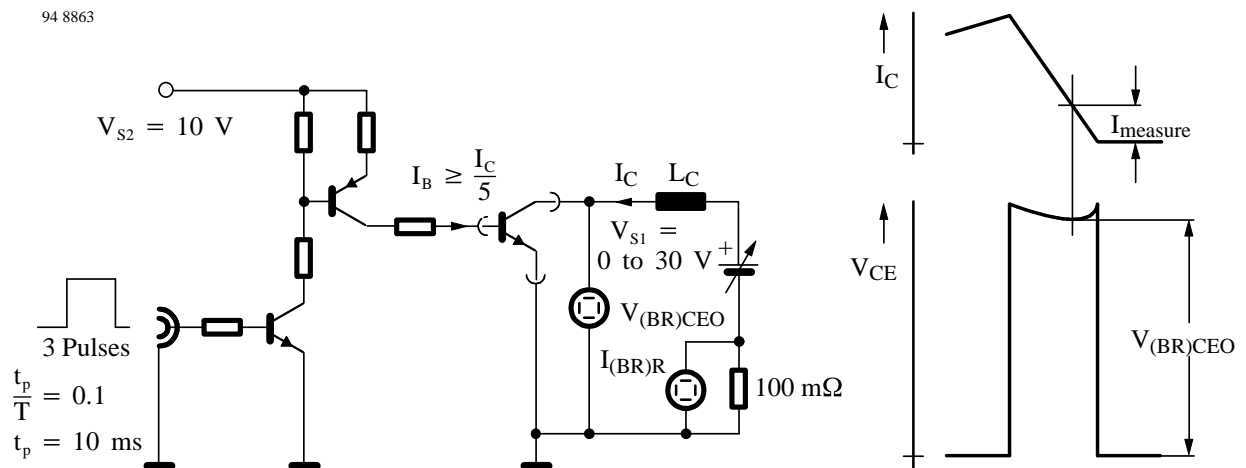 94 8863
V_S2 = 10 V
I_B ≥ I_C/5
I_C
L_C
V_S1 =
0 to 30 V
+
V_(BR)CEO
I_(BR)R
100 mΩ
3 Pulses
t_p/T = 0.1
t_p = 10 ms
I_C
I_measure
V_CE
V_(BR)CEO